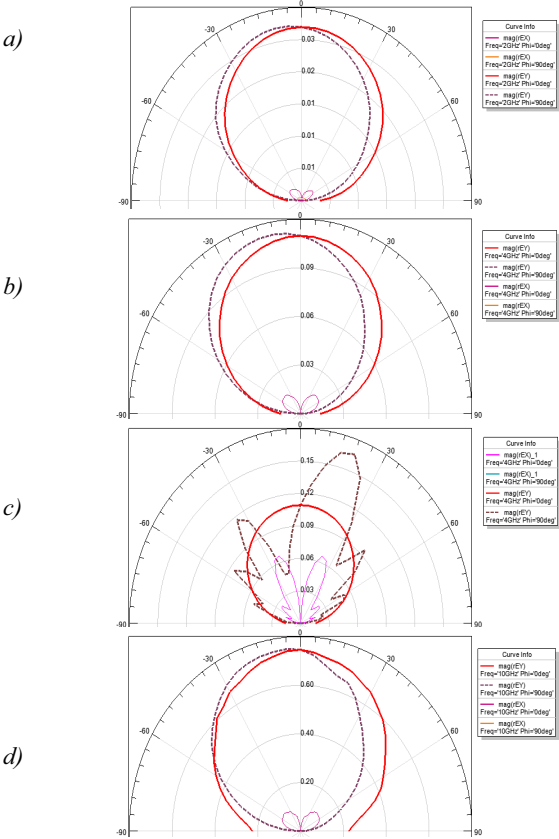 a)
0
-30
30
-60
60
-90
90
0.03
0.02
0.01
0.01
0.01
Curve Info
mag(rEX)
Freq='2GHz' Phi='0deg'
mag(rEX)
Freq='2GHz' Phi='90deg'
mag(rEY)
Freq='2GHz' Phi='0deg'
mag(rEY)
Freq='2GHz' Phi='90deg'
b)
0
-30
30
-60
60
-90
90
0.09
0.06
0.03
Curve Info
mag(rEY)
Freq='4GHz' Phi='0deg'
mag(rEY)
Freq='4GHz' Phi='90deg'
mag(rEX)
Freq='4GHz' Phi='0deg'
mag(rEX)
Freq='4GHz' Phi='90deg'
c)
0
-30
30
-60
60
-90
90
0.15
0.12
0.09
0.06
0.03
Curve Info
mag(rEX)_1
Freq='4GHz' Phi='0deg'
mag(rEX)_1
Freq='4GHz' Phi='90deg'
mag(rEY)
Freq='4GHz' Phi='0deg'
mag(rEY)
Freq='4GHz' Phi='90deg'
d)
0
-30
30
-60
60
-90
90
0.60
0.40
0.20
Curve Info
mag(rEY)
Freq='10GHz' Phi='0deg'
mag(rEY)
Freq='10GHz' Phi='90deg'
mag(rEX)
Freq='10GHz' Phi='0deg'
mag(rEX)
Freq='10GHz' Phi='90deg'